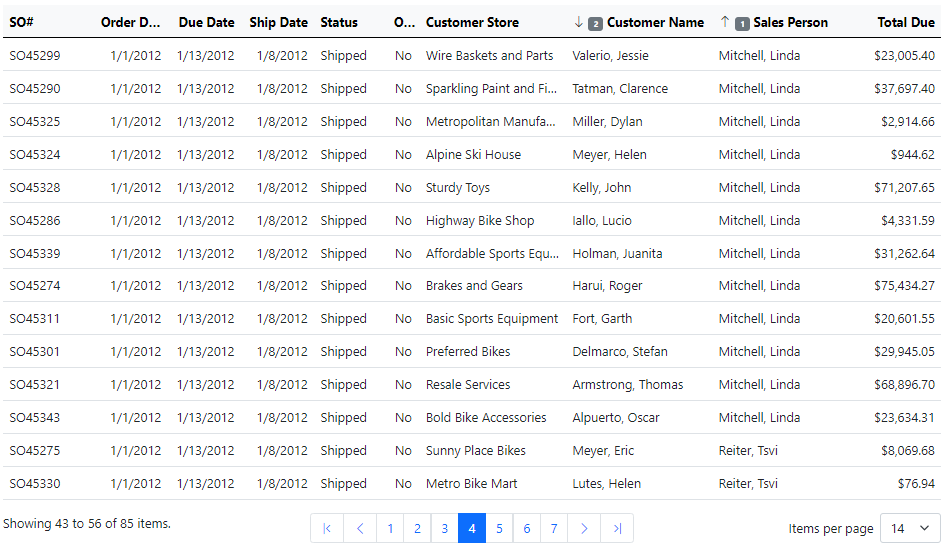 SO# Order D... Due Date Ship Date Status O... Customer Store 2 Customer Name 1 Sales Person Total Due
SO45299 1/1/2012 1/13/2012 1/8/2012 Shipped No Wire Baskets and Parts Valerio, Jessie Mitchell, Linda $23,005.40
SO45290 1/1/2012 1/13/2012 1/8/2012 Shipped No Sparkling Paint and Fi... Tatman, Clarence Mitchell, Linda $37,697.40
SO45325 1/1/2012 1/13/2012 1/8/2012 Shipped No Metropolitan Manufa... Miller, Dylan Mitchell, Linda $2,914.66
SO45324 1/1/2012 1/13/2012 1/8/2012 Shipped No Alpine Ski House Meyer, Helen Mitchell, Linda $944.62
SO45328 1/1/2012 1/13/2012 1/8/2012 Shipped No Sturdy Toys Kelly, John Mitchell, Linda $71,207.65
SO45286 1/1/2012 1/13/2012 1/8/2012 Shipped No Highway Bike Shop Iallo, Lucio Mitchell, Linda $4,331.59
SO45339 1/1/2012 1/13/2012 1/8/2012 Shipped No Affordable Sports Equ... Holman, Juanita Mitchell, Linda $31,262.64
SO45274 1/1/2012 1/13/2012 1/8/2012 Shipped No Brakes and Gears Harui, Roger Mitchell, Linda $75,434.27
SO45311 1/1/2012 1/13/2012 1/8/2012 Shipped No Basic Sports Equipment Fort, Garth Mitchell, Linda $20,601.55
SO45301 1/1/2012 1/13/2012 1/8/2012 Shipped No Preferred Bikes Delmarco, Stefan Mitchell, Linda $29,945.05
SO45321 1/1/2012 1/13/2012 1/8/2012 Shipped No Resale Services Armstrong, Thomas Mitchell, Linda $68,896.70
SO45343 1/1/2012 1/13/2012 1/8/2012 Shipped No Bold Bike Accessories Alpuerto, Oscar Mitchell, Linda $23,634.31
SO45275 1/1/2012 1/13/2012 1/8/2012 Shipped No Sunny Place Bikes Meyer, Eric Reiter, Tsvi $8,069.68
SO45330 1/1/2012 1/13/2012 1/8/2012 Shipped No Metro Bike Mart Lutes, Helen Reiter, Tsvi $76.94
Showing 43 to 56 of 85 items. 1 2 3 4 5 6 7 Items per page 14